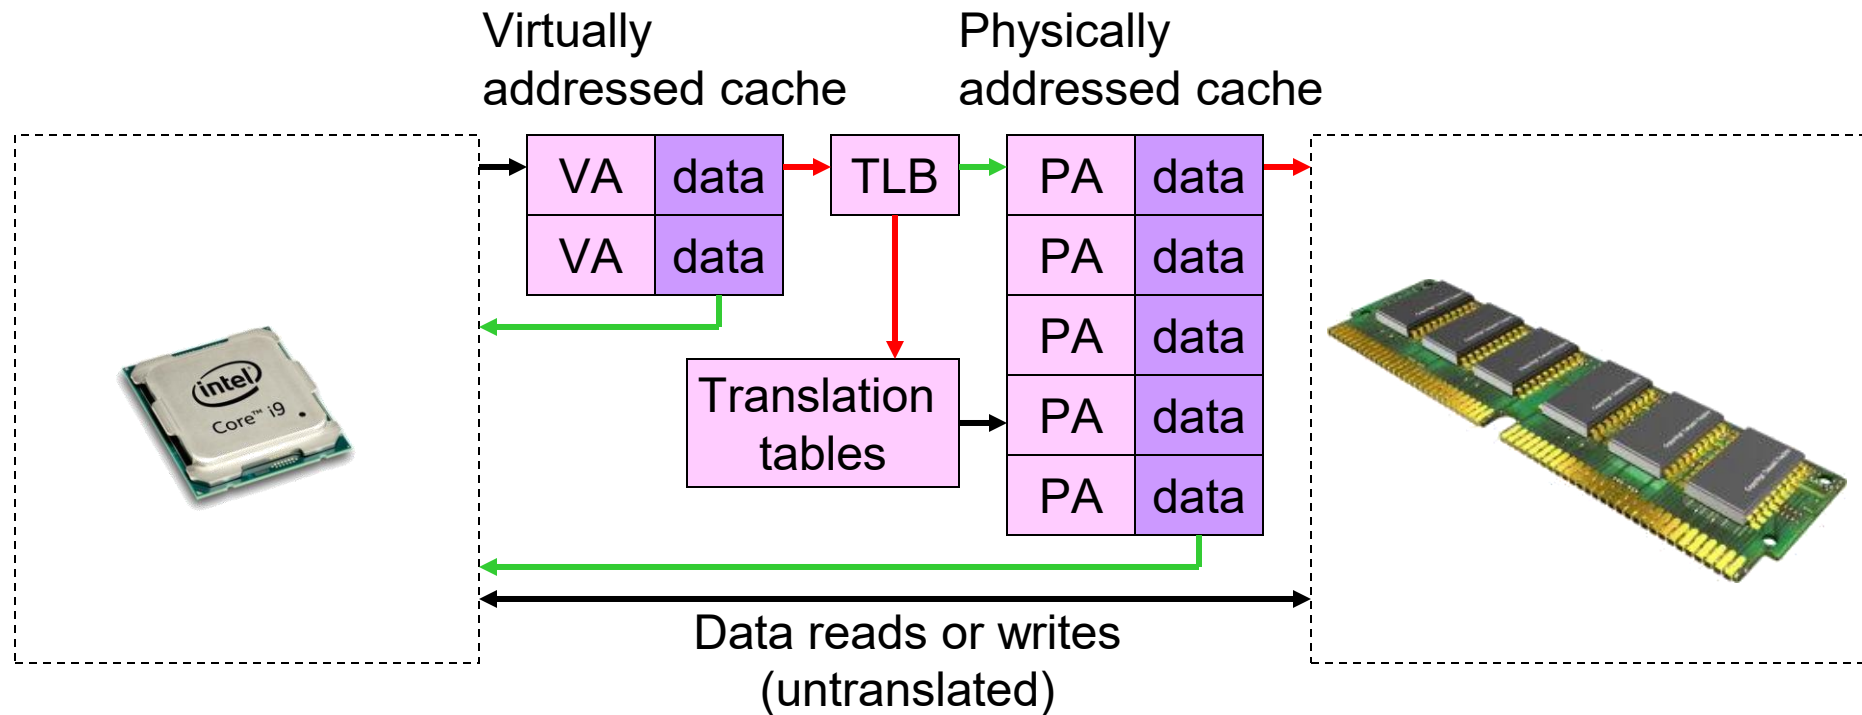 Virtually
addressed cache
Physically
addressed cache
VA data
TLB
PA data
VA data
PA data
PA data
Translation
tables
PA data
PA data
intel
Core™ i9
Data reads or writes
(untranslated)